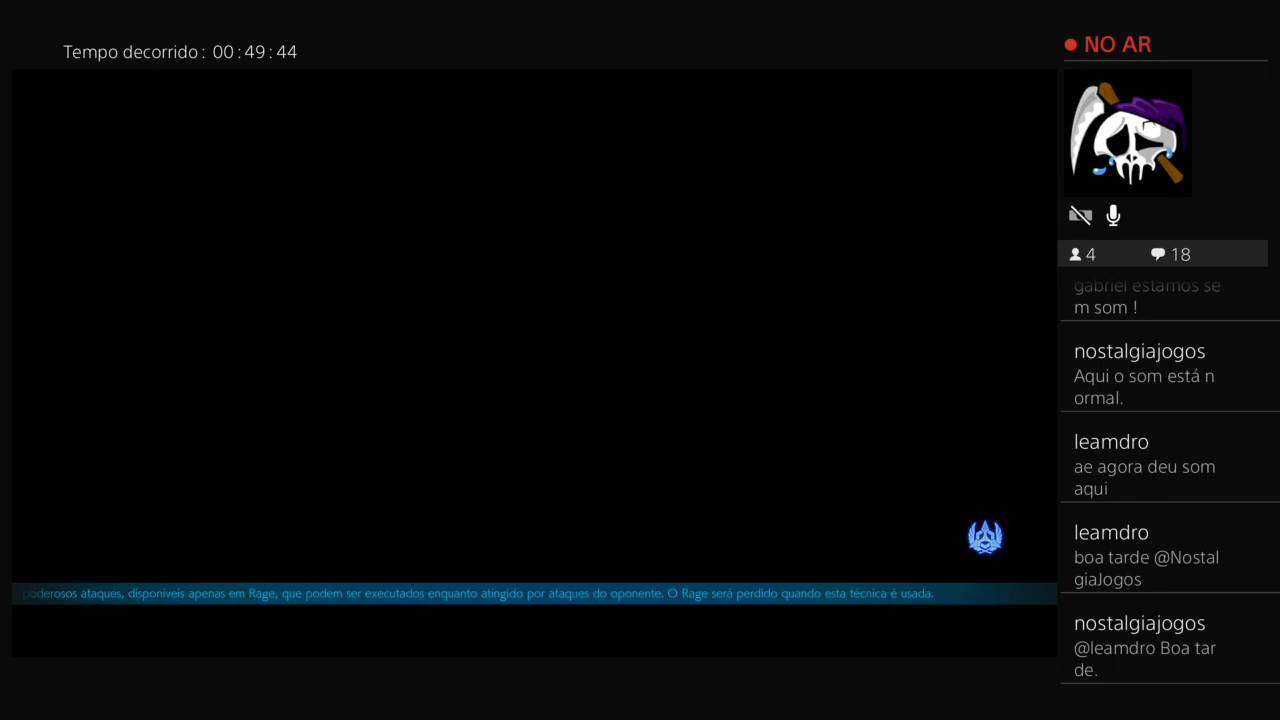 Tempo decorrido: 00:49:44
NO AR
4
18
gabriel estamos se
m som !
nostalgiajogos
Aqui o som está n
ormal.
leamdro
ae agora deu som
aqui
leamdro
boa tarde @Nostal
giaJogos
nostalgiajogos
@leamdro Boa tar
de.
poderosos ataques, disponíveis apenas em Rage, que podem ser executados enquanto atingido por ataques do oponente. O Rage será perdido quando esta técnica é usada.